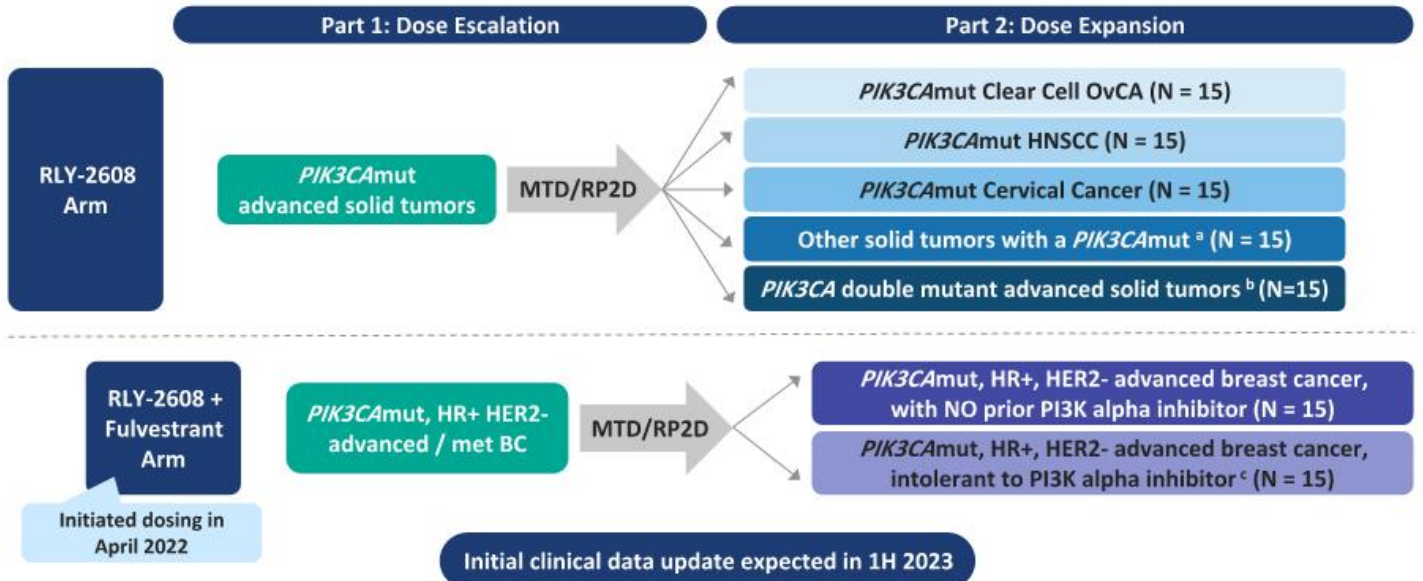 Part 1: Dose Escalation
Part 2: Dose Expansion
RLY-2608
Arm
PIK3CAmut
advanced solid tumors
MTD/RP2D
PIK3CAmut Clear Cell OvCA (N = 15)
PIK3CAmut HNSCC (N = 15)
PIK3CAmut Cervical Cancer (N = 15)
Other solid tumors with a PIK3CAmut ᵃ (N = 15)
PIK3CA double mutant advanced solid tumors ᵇ (N=15)
RLY-2608 +
Fulvestrant
Arm
Initiated dosing in
April 2022
PIK3CAmut, HR+ HER2-
advanced / met BC
MTD/RP2D
PIK3CAmut, HR+, HER2- advanced breast cancer,
with NO prior PI3K alpha inhibitor (N = 15)
PIK3CAmut, HR+, HER2- advanced breast cancer,
intolerant to PI3K alpha inhibitor ᶜ (N = 15)
Initial clinical data update expected in 1H 2023